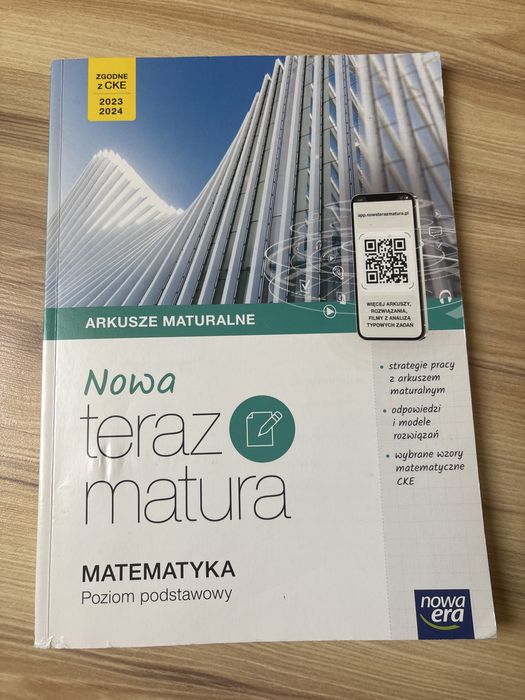 ZGODNE
z CKE
2023
2024
app.nowaterazmatura.pl
WIĘCEJ ARKUSZY,
ROZWIĄZANIA,
FILMY Z ANALIZĄ
TYPOWYCH ZADAŃ
ARKUSZE MATURALNE
Nowa
teraz
matura
• strategie pracy
z arkuszem
maturalnym
• odpowiedzi
i modele
rozwiązań
• wybrane wzory
matematyczne
CKE
MATEMATYKA
Poziom podstawowy
nowa
era